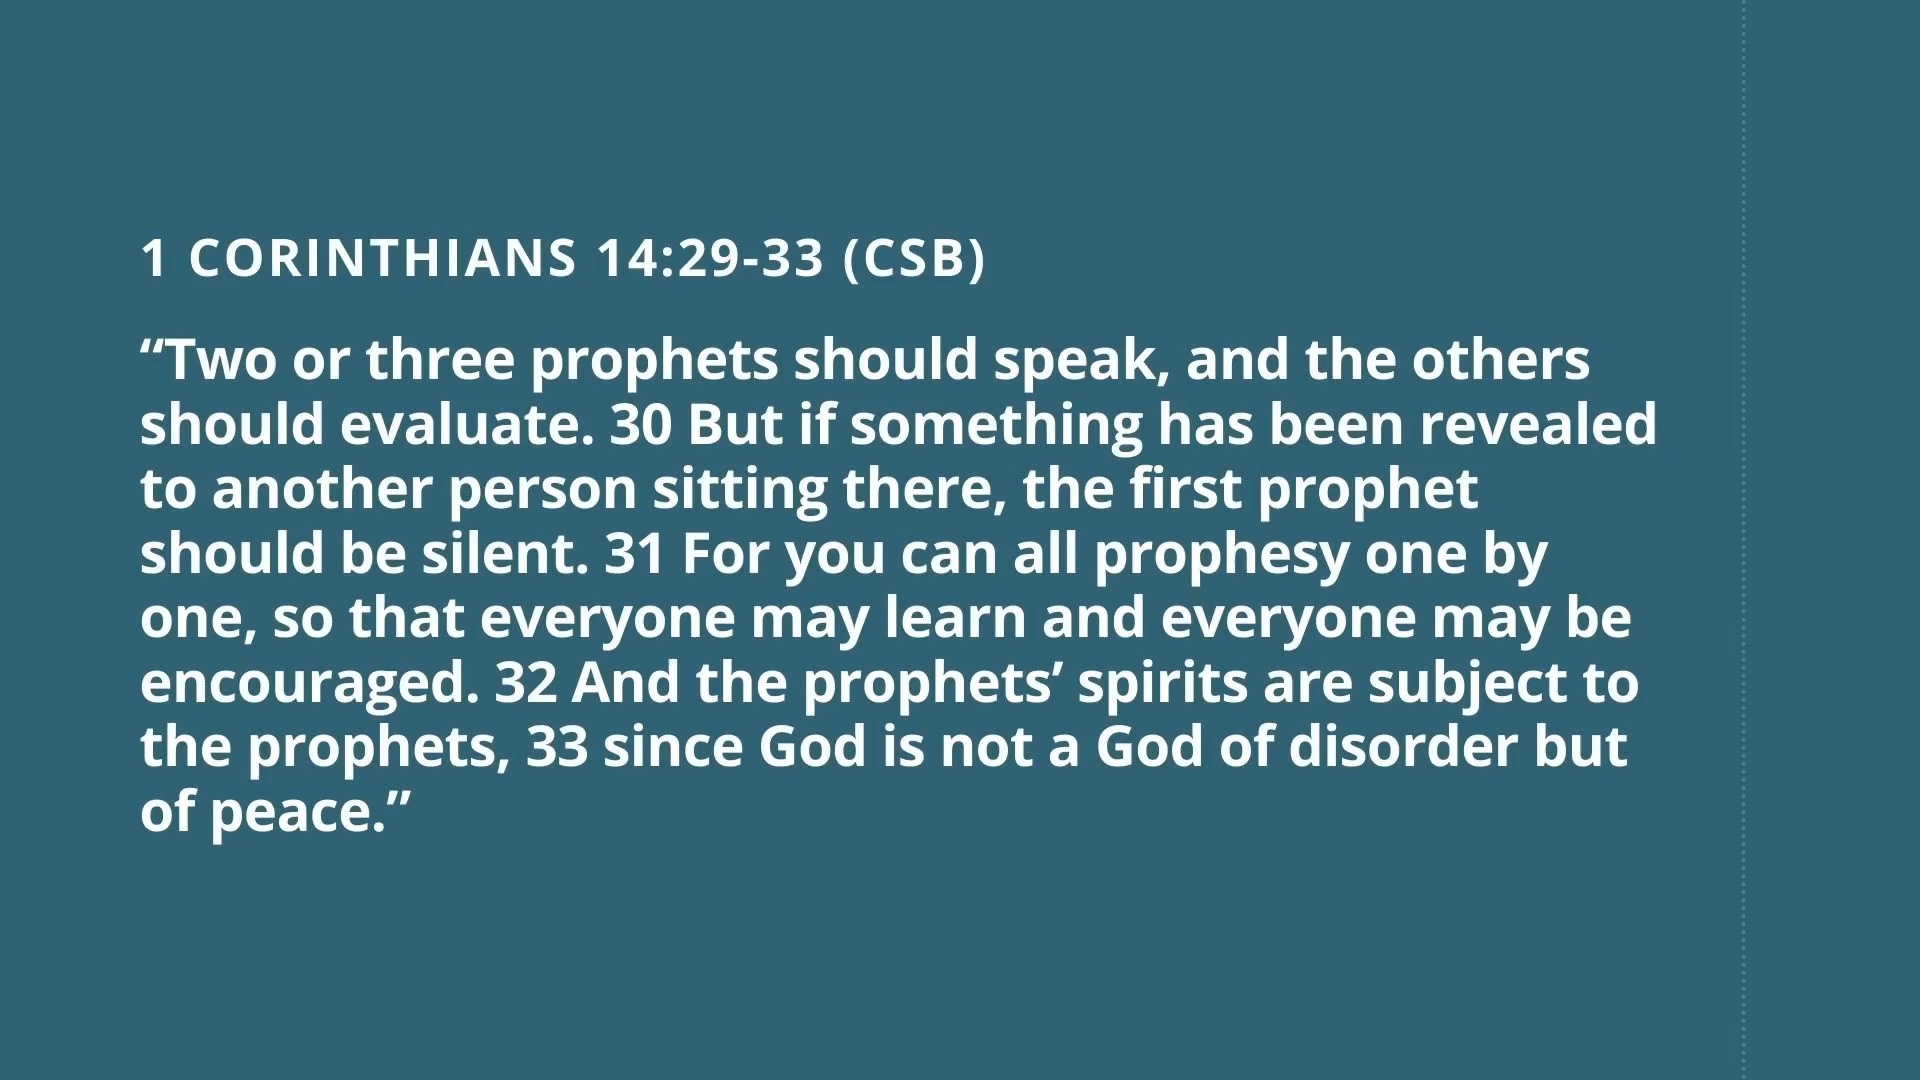 1 CORINTHIANS 14:29-33 (CSB)
“Two or three prophets should speak, and the others
should evaluate. 30 But if something has been revealed
to another person sitting there, the first prophet
should be silent. 31 For you can all prophesy one by
one, so that everyone may learn and everyone may be
encouraged. 32 And the prophets’ spirits are subject to
the prophets, 33 since God is not a God of disorder but
of peace.”